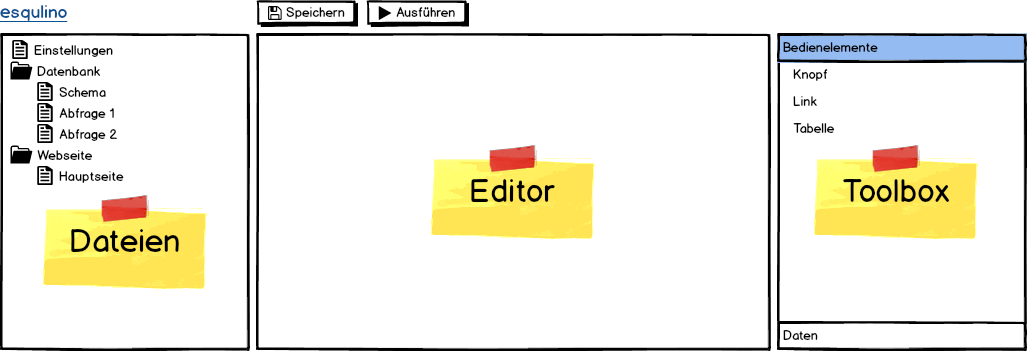 esqulino
Speichern
Ausführen
Einstellungen
Datenbank
Schema
Abfrage 1
Abfrage 2
Webseite
Hauptseite
Dateien
Editor
Bedienelemente
Knopf
Link
Tabelle
Toolbox
Daten